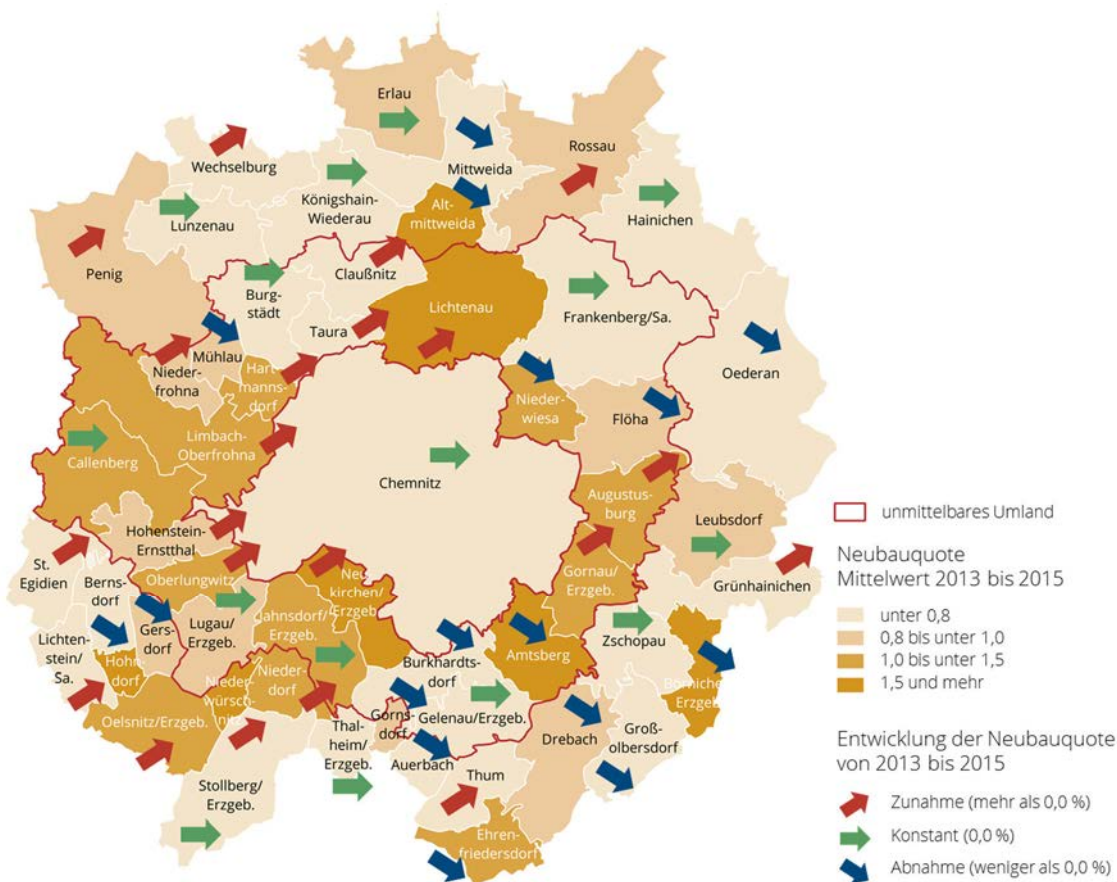 Erlau
Mittweida
Rossau
Wechselburg
Königshain-
Wiederau
Alt-
mittweida
Hainichen
Lunzenau
Penig
Claußnitz
Burg-
städt
Lichtenau
Frankenberg/Sa.
Taura
Mühlau
Nieder-
frohna
Hart-
manns-
dorf
Oederan
Nieder-
wiesa
Flöha
Limbach-
Oberfrohna
Callenberg
Chemnitz
Augustus-
burg
Leubsdorf
Hohenstein-
Ernstthal
St.
Egidien
Oberlungwitz
Berns-
dorf
Neu-
kirchen/
Erzgeb.
Gornau/
Erzgeb.
Grünhainichen
Gers-
dorf
Lugau/
Erzgeb.
Jahnsdorf/
Erzgeb.
Lichten-
stein/
Sa.
Hohn-
dorf
Zschopau
Amtsberg
Burkhardts-
dorf
Nieder-
würsch-
nitz
Nieder-
dorf
Börnichen/
Erzgeb.
Oelsnitz/Erzgeb.
Gorns-
dorf
Gelenau/Erzgeb.
Thal-
heim/
Erzgeb.
Auerbach
Drebach
Groß-
olbersdorf
Stollberg/
Erzgeb.
Thum
Ehren-
friedersdorf
unmittelbares Umland
Neubauquote
Mittelwert 2013 bis 2015
unter 0,8
0,8 bis unter 1,0
1,0 bis unter 1,5
1,5 und mehr
Entwicklung der Neubauquote
von 2013 bis 2015
Zunahme (mehr als 0,0 %)
Konstant (0,0 %)
Abnahme (weniger als 0,0 %)